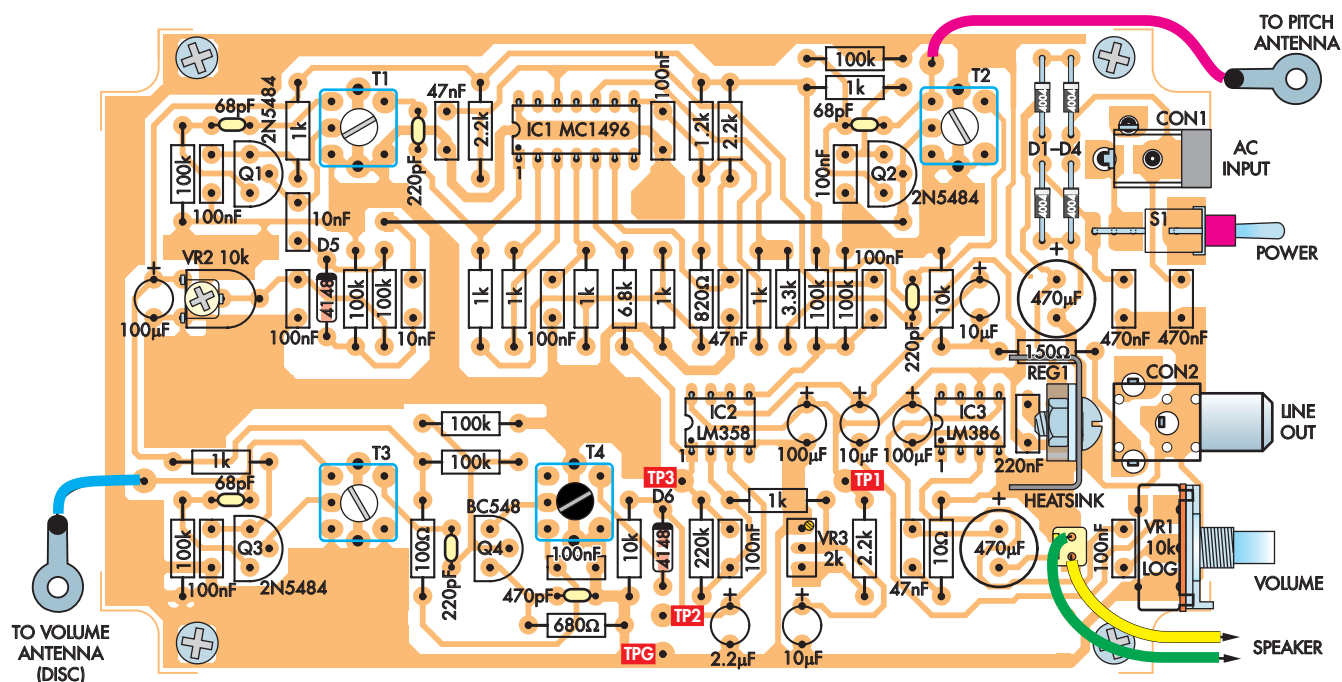 TO PITCH
ANTENNA
T1
T2
100k
1k
68pF
2N5484
1k
47nF
2.2k
100nF
1.2k
2.2k
68pF
IC1 MC1496
1
CON1
AC
INPUT
D1–D4
100k
Q1
220pF
100nF
Q2
2N5484
100nF
10nF
4004
4004
S1
POWER
D5
VR2 10k
100nF
100µF
100nF
4148
100k
100k
10nF
1k
1k
100nF
1k
6.8k
1k
820Ω
47nF
1k
3.3k
100k
100k
220pF
10k
10µF
470µF
470nF
470nF
150Ω
REG1
CON2
LINE
OUT
IC2
LM358
1
100µF
10µF
100µF
IC3
LM386
1
220nF
HEATSINK
100k
100k
1k
68pF
T3
T4
TP3
TP1
D6
1k
BC548
100k
Q3
100nF
2N5484
100Ω
220pF
Q4
100nF
470pF
680Ω
10k
4148
220k
100nF
VR3
2k
2.2k
47nF
10Ω
470µF
100nF
VR1
10k
LOG
VOLUME
TP2
TPG
2.2µF
10µF
SPEAKER
TO VOLUME
ANTENNA
(DISC)